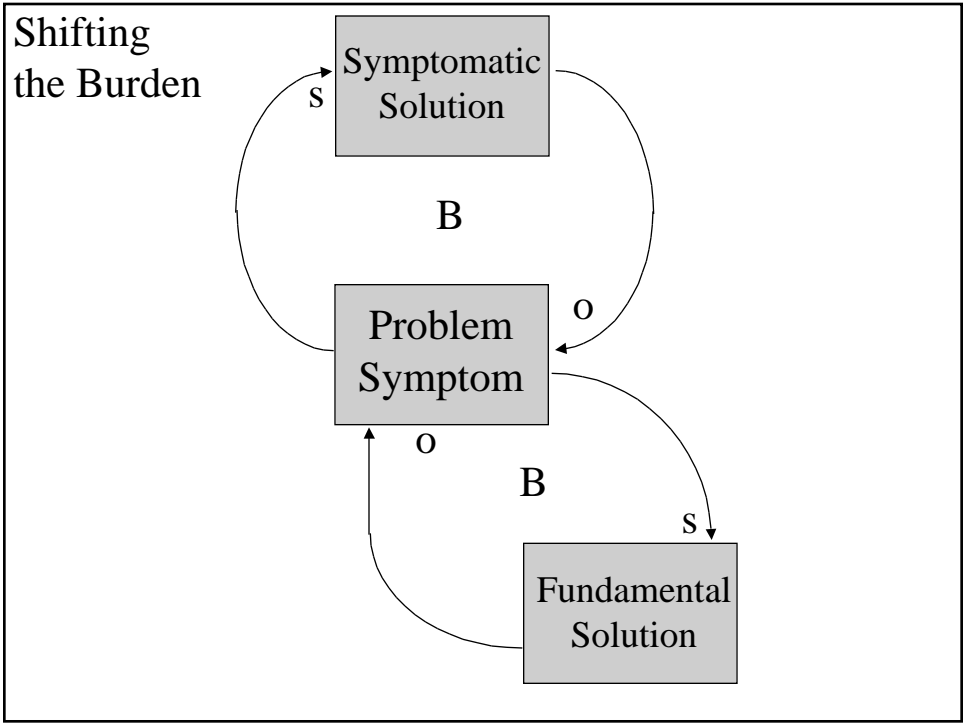 Shifting
the Burden
Symptomatic
Solution
s
B
Problem
Symptom
o
o
B
s
Fundamental
Solution